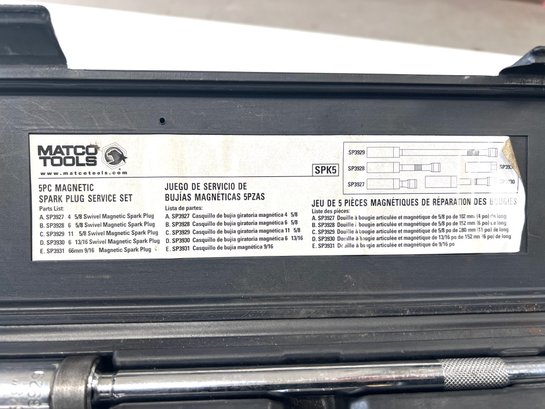 MATCO
TOOLS
www.matcotools.com
5PC MAGNETIC
SPARK PLUG SERVICE SET
Parts List:
A. SP3927 4 5/8 Swivel Magnetic Spark Plug
B. SP3928 6 5/8 Swivel Magnetic Spark Plug
C. SP3929 11 5/8 Swivel Magnetic Spark Plug
D. SP3930 6 13/16 Swivel Magnetic Spark Plug
E. SP3931 66mm 9/16 Magnetic Spark Plug
JUEGO DE SERVICIO DE
BUJIAS MAGNÉTICAS 5PZAS
Lista de partes:
A. SP3927 Casquillo de bujia giratoria magnética 4 5/8
B. SP3928 Casquillo de bujia giratoria magnética 6 5/8
C. SP3929 Casquillo de bujia giratoria magnética 11 5/8
D. SP3930 Casquillo de bujia giratoria magnética 6 13/16
E. SP3931 Casquillo de bujia magnética 9/16
SPK5
SP3929
SP3928
SP3927
JEU DE 5 PIÈCES MAGNÉTIQUES DE RÉPARATION DES BOUGIES
A. SP3927 Douille à bougie articulée et magnétique de 5/8 po de 102 mm (4 po) de long
B. SP3928 Douille à bougie articulée et magnétique de 5/8 po de 152 mm (6 po) de long
C. SP3929 Douille à bougie articulée et magnétique de 5/8 po de 280 mm (11 po) de long
D. SP3930 Douille à bougie articulée et magnétique de 13/16 po de 152 mm (6 po) de long
E. SP3931 Douille à bougie articulée et magnétique de 9/16 po